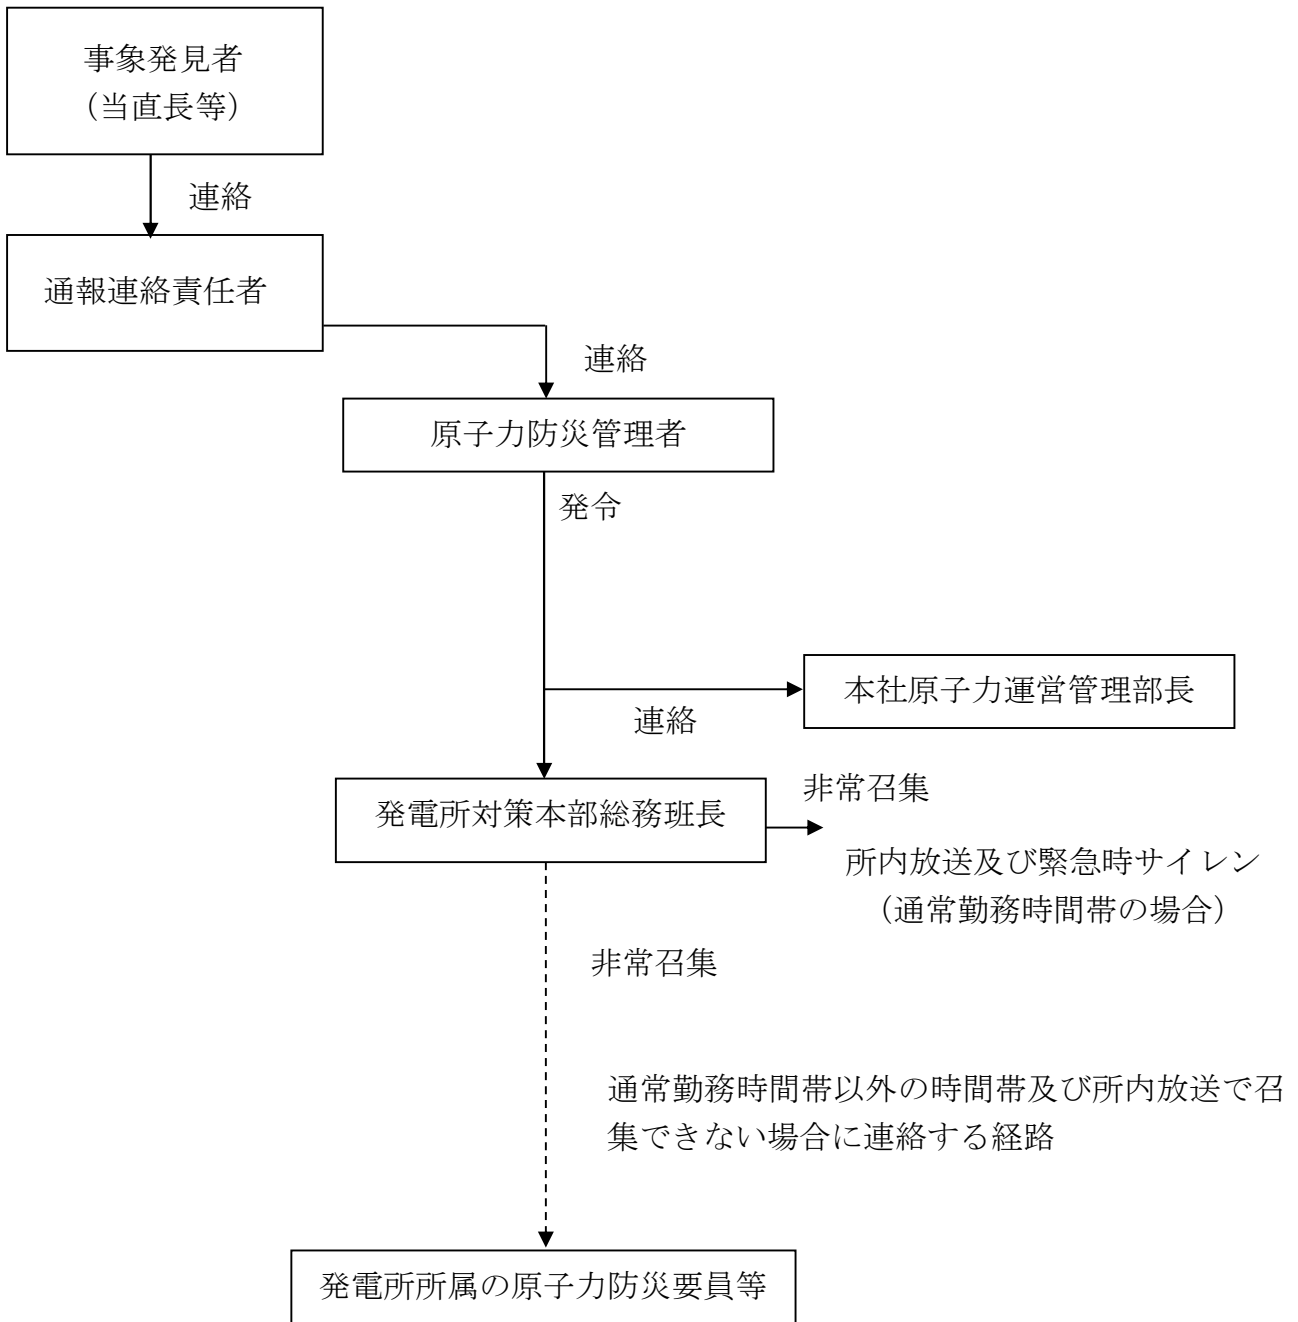 事象発見者
（当直長等）
連絡
通報連絡責任者
連絡
原子力防災管理者
発令
本社原子力運営管理部長
連絡
発電所対策本部総務班長
非常召集
所内放送及び緊急時サイレン
（通常勤務時間帯の場合）
非常召集
通常勤務時間帯以外の時間帯及び所内放送で召
集できない場合に連絡する経路
発電所所属の原子力防災要員等